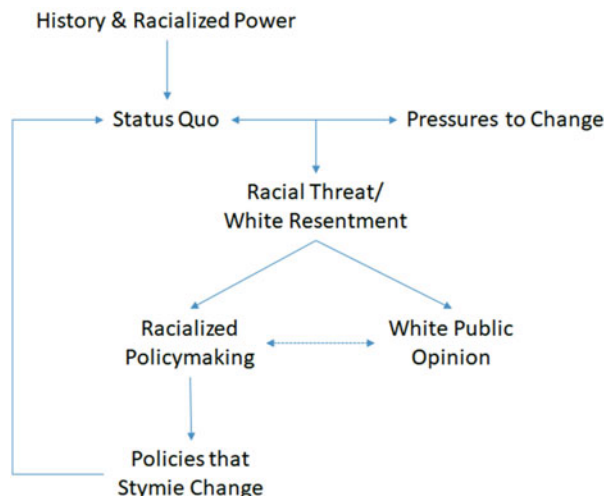 History & Racialized Power
Status Quo
Pressures to Change
Racial Threat/
White Resentment
Racialized
Policymaking
White Public
Opinion
Policies that
Stymie Change